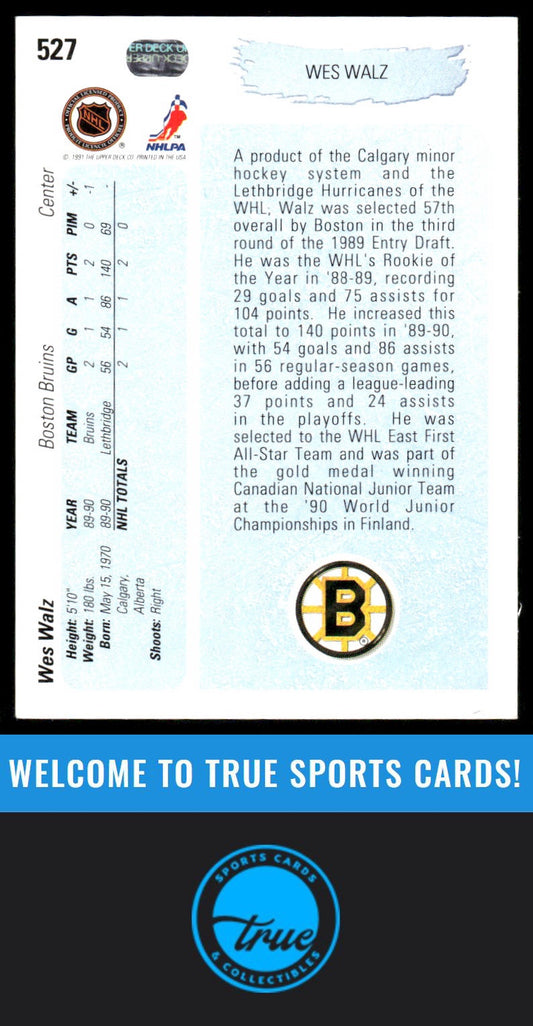 527
WES WALZ
OFFICIAL LICENSED PRODUCT
NHL
NHLPA
© 1991 THE UPPER DECK CO. PRINTED IN THE USA
A product of the Calgary minor
hockey system and the
Lethbridge Hurricanes of the
WHL, Walz was selected 57th
overall by Boston in the third
round of the 1989 Entry Draft.
He was the WHL's Rookie of
the Year in '88-89, recording
29 goals and 75 assists for
104 points. He increased this
total to 140 points in '89-90,
with 54 goals and 86 assists
in 56 regular-season games,
before adding a league-leading
37 points and 24 assists
in the playoffs. He was
selected to the WHL East First
All-Star Team and was part of
the gold medal winning
Canadian National Junior Team
at the '90 World Junior
Championships in Finland.
Wes Walz Boston Bruins Center
Height: 5'10"
Weight: 180 lbs.
Born: May 15, 1970
Calgary,
Alberta
Shoots: Right
YEAR TEAM GP G A PTS PIM +/-
89-90 Bruins 2 1 1 2 0 -1
89-90 Lethbridge 56 54 86 140 69 -
NHL TOTALS 2 1 1 2 0
B
WELCOME TO TRUE SPORTS CARDS!
SPORTS CARDS
true
& COLLECTIBLES